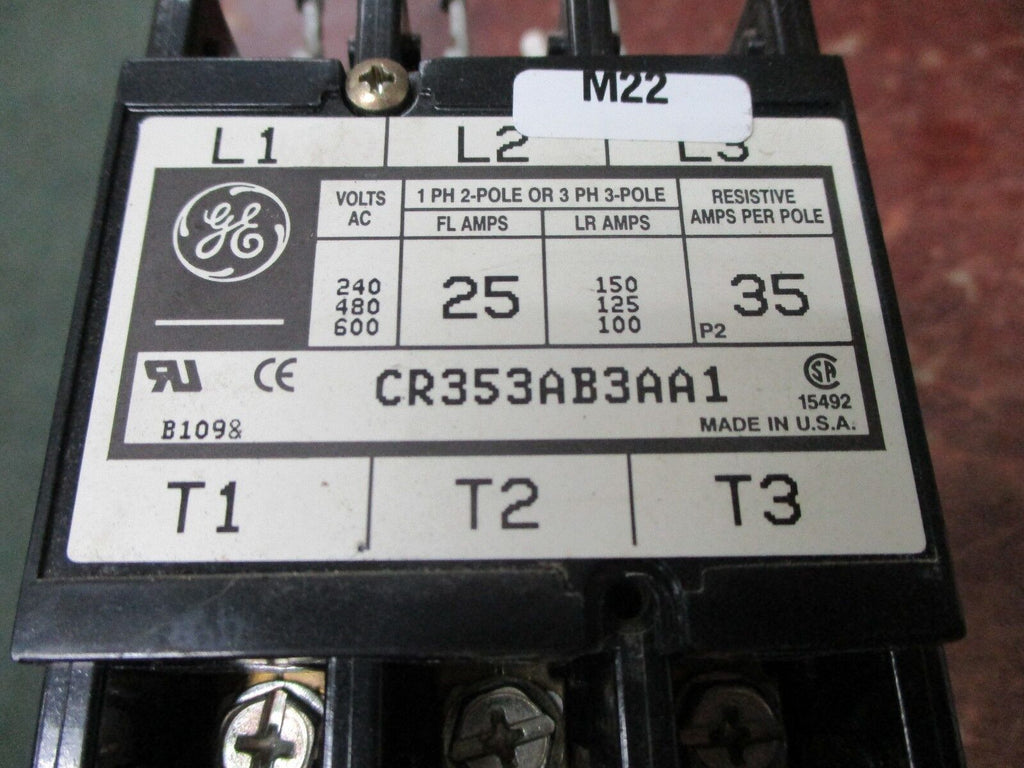 M22
L1 L2 L3
GE
VOLTS AC
1 PH 2-POLE OR 3 PH 3-POLE
FL AMPS LR AMPS
RESISTIVE AMPS PER POLE
240
480
600
25
150
125
100
P2 35
RU CE CR353AB3AA1 SA
15492
B109& MADE IN U.S.A.
T1 T2 T3